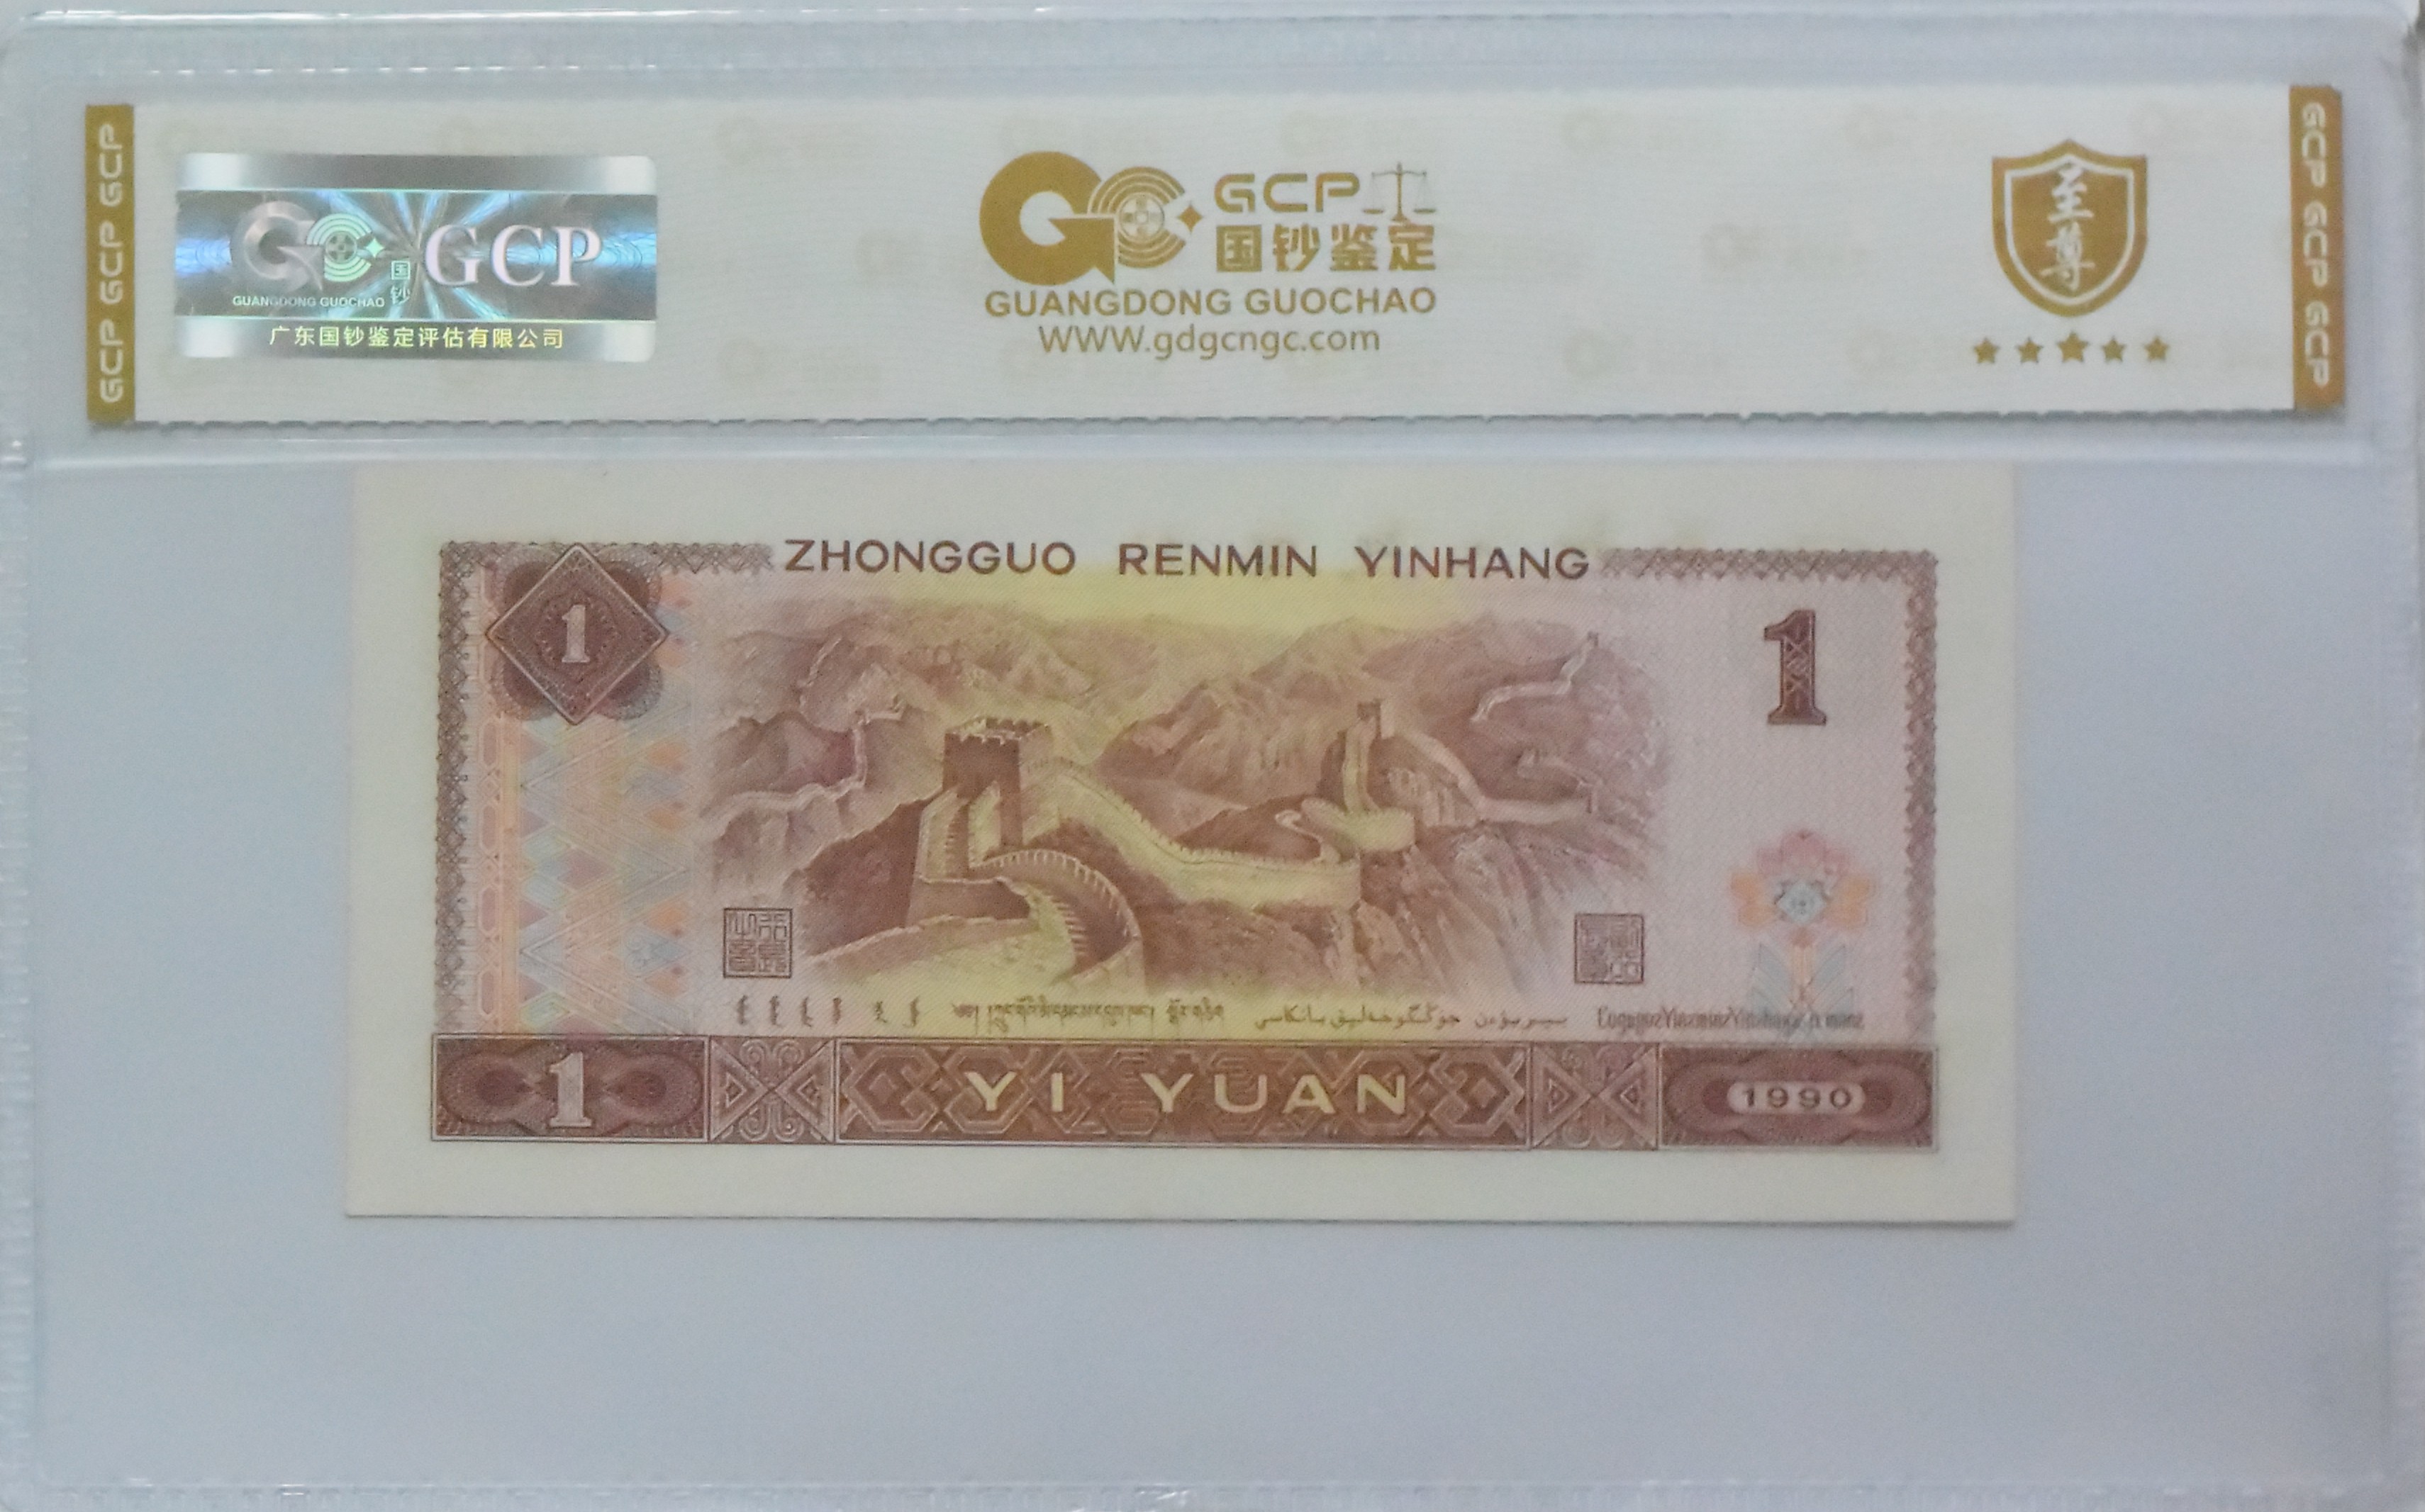 GCP GCP GCP
GCP
国钞
GUANGDONG GUOCHAO
广东国钞鉴定评估有限公司
GCP
国钞鉴定
GUANGDONG GUOCHAO
WWW.gdgcngc.com
至尊
GCP GCP GCP
ZHONGGUO RENMIN YINHANG
1
1
1
YI YUAN
1990